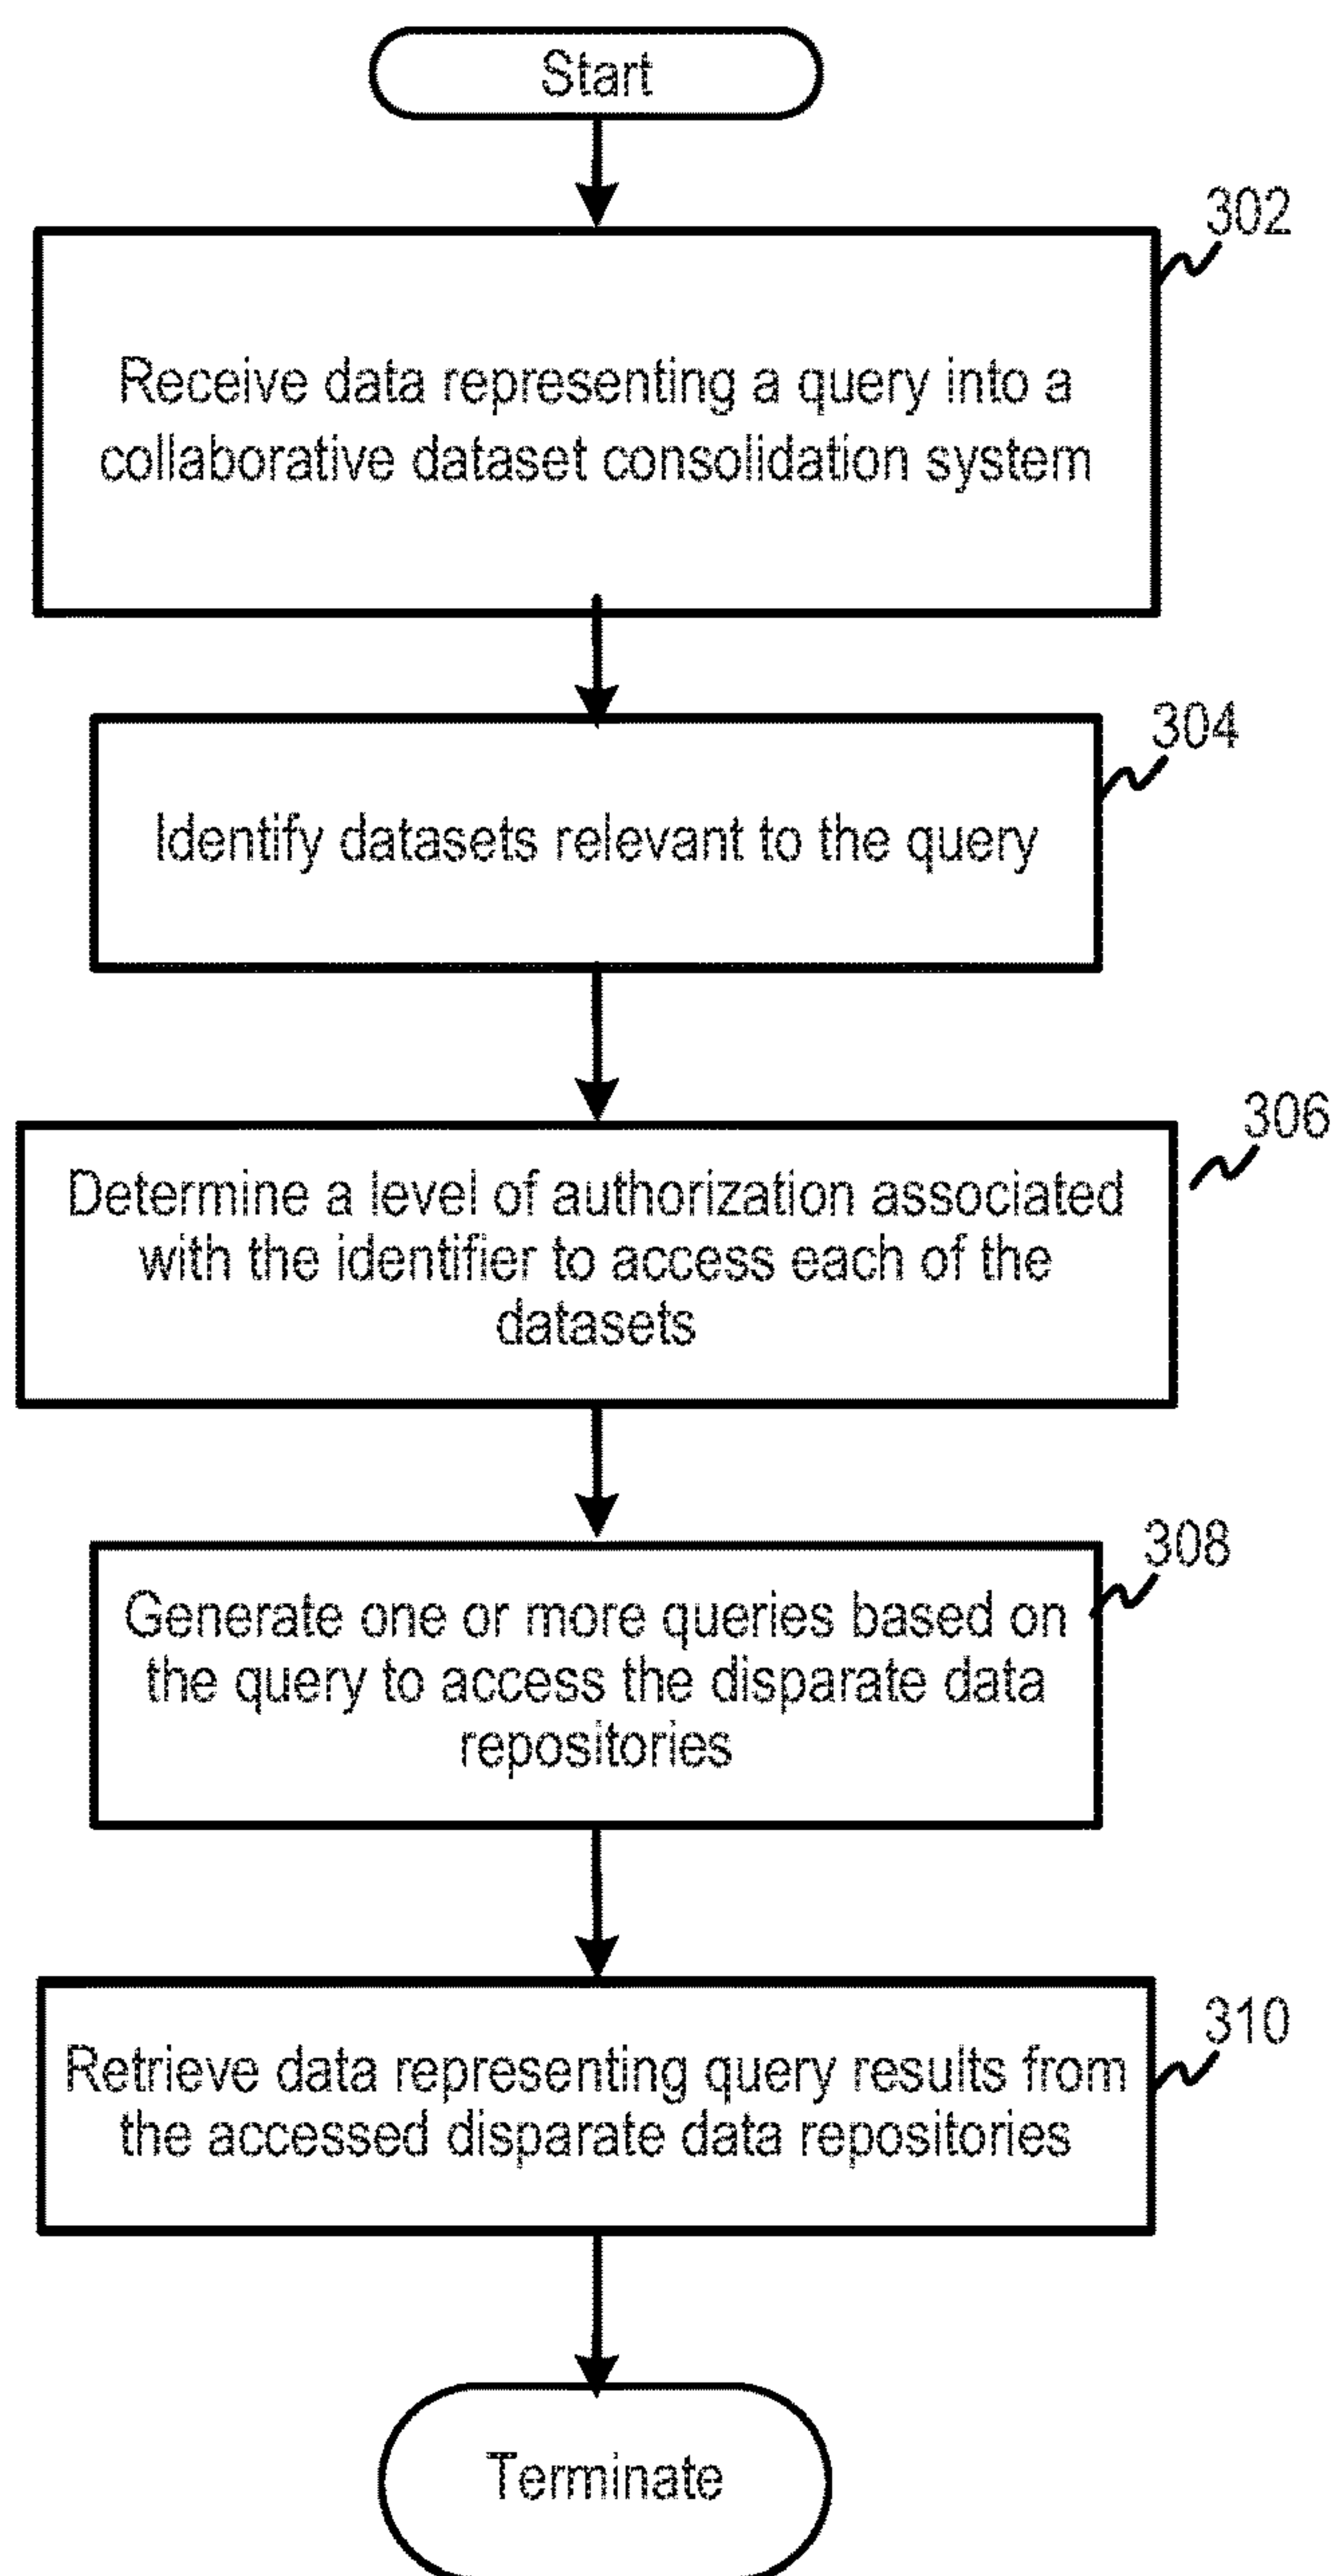 Start
302
Receive data representing a query into a
collaborative dataset consolidation system
304
Identify datasets relevant to the query
306
Determine a level of authorization associated
with the identifier to access each of the
datasets
308
Generate one or more queries based on
the query to access the disparate data
repositories
310
Retrieve data representing query results from
the accessed disparate data repositories
Terminate